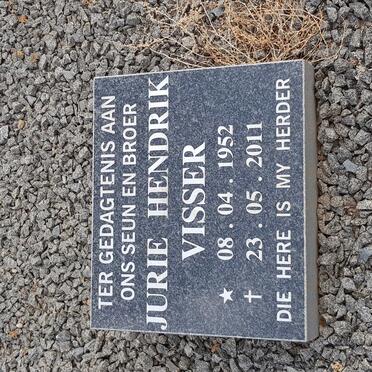 TER GEDAGTENIS AAN
ONS SEUN EN BROER
JURIE HENDRIK
VISSER
★ 08 . 04 . 1952
✝ 23 . 05 . 2011
DIE HERE IS MY HERDER